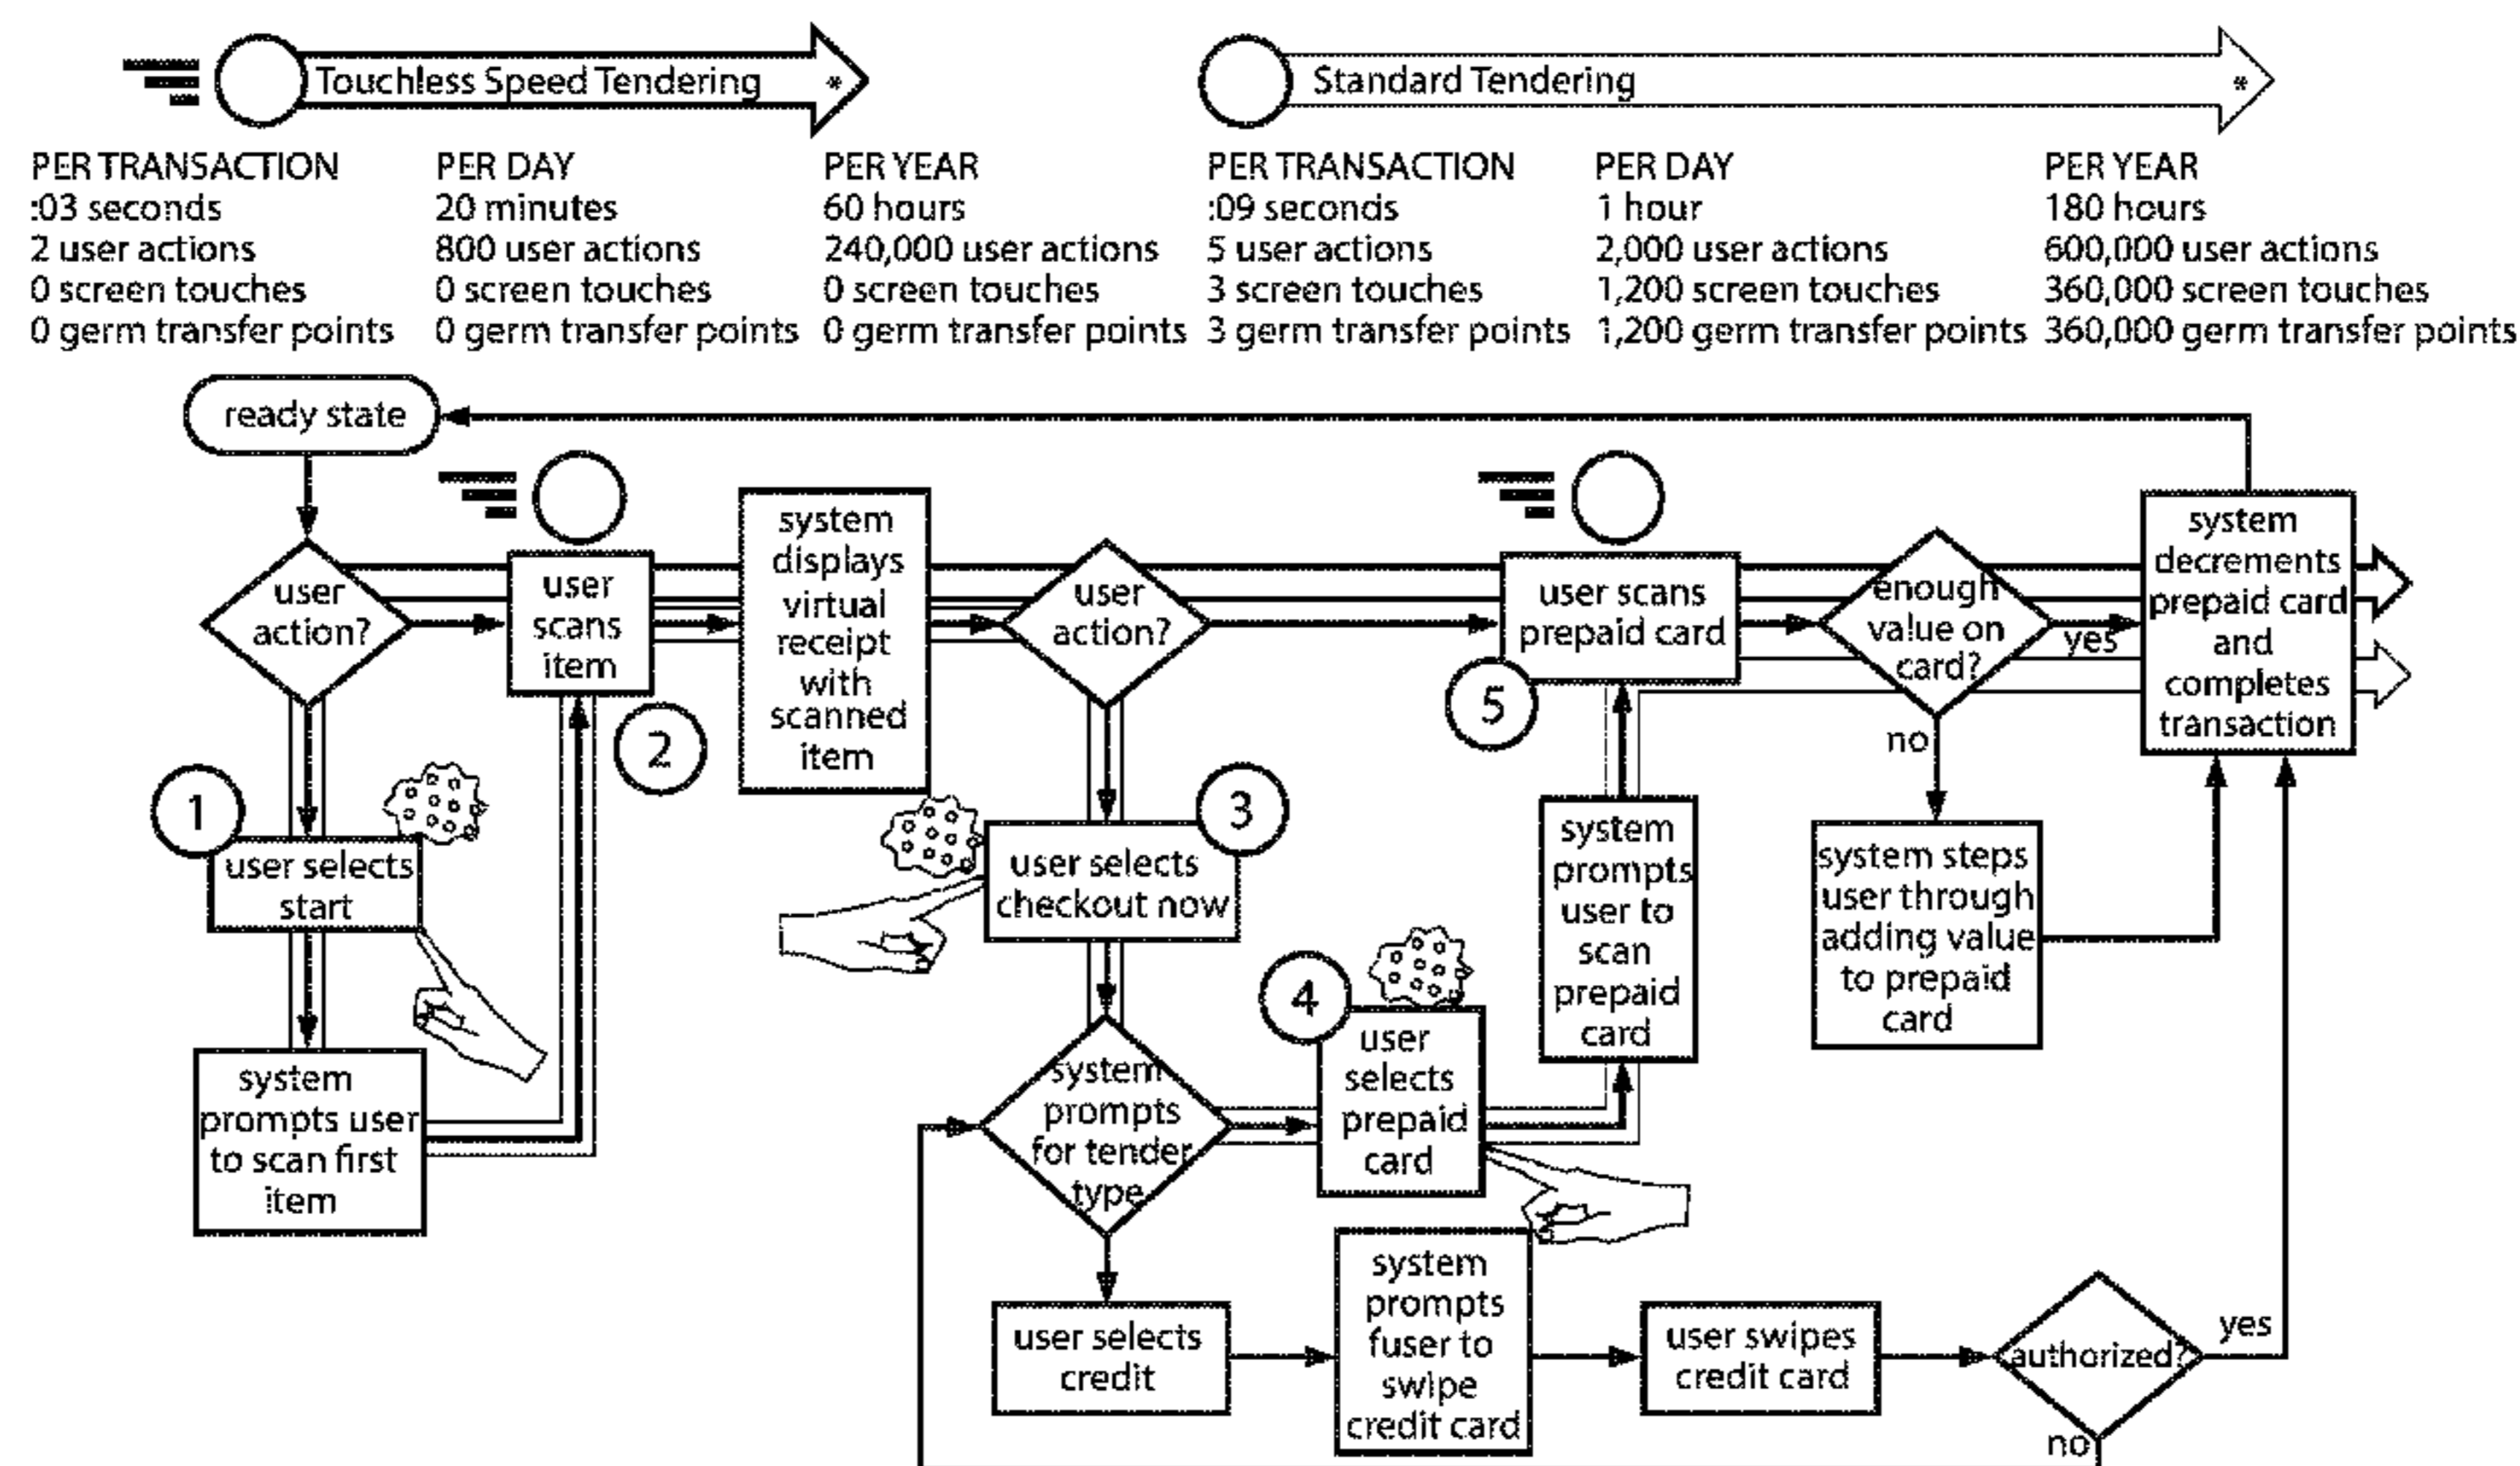 Touchless Speed Tendering *
Standard Tendering *
PER TRANSACTION
:03 seconds
2 user actions
0 screen touches
0 germ transfer points
PER DAY
20 minutes
800 user actions
0 screen touches
0 germ transfer points
PER YEAR
60 hours
240,000 user actions
0 screen touches
0 germ transfer points
PER TRANSACTION
:09 seconds
5 user actions
3 screen touches
3 germ transfer points
PER DAY
1 hour
2,000 user actions
1,200 screen touches
1,200 germ transfer points
PER YEAR
180 hours
600,000 user actions
360,000 screen touches
360,000 germ transfer points
ready state
user
action?
user
scans
item
2
system
displays
virtual
receipt
with
scanned
item
user
action?
user scans
prepaid card
5
enough
value on
card?
yes
no
system
decrements
prepaid card
and
completes
transaction
1
user selects
start
system
prompts user
to scan first
item
3
user selects
checkout now
system
prompts
for tender
type
4
user
selects
prepaid
card
system
prompts
user to
scan
prepaid
card
system steps
user through
adding value
to prepaid
card
user selects
credit
system
prompts
fuser to
swipe
credit card
user swipes
credit card
authorized?
yes
no